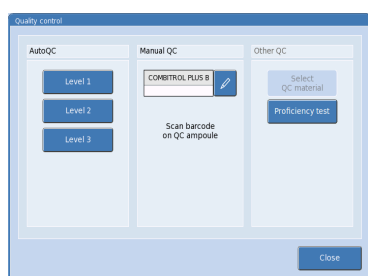 Quality control
AutoQC
Level 1
Level 2
Level 3
Manual QC
COMBITROL PLUS B
Scan barcode
on QC ampoule
Other QC
Select
QC material
Proficiency test
Close